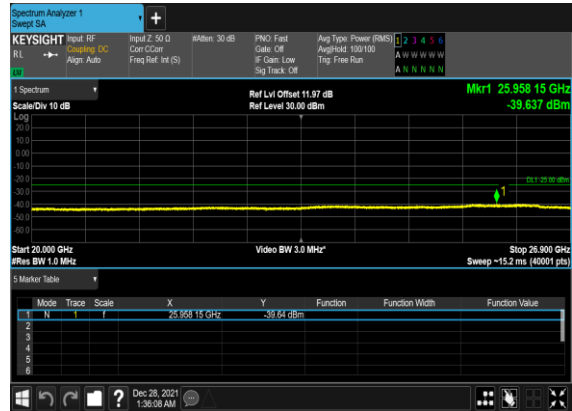 Spectrum Analyzer 1
Swept SA
+
KEYSIGHT Input: RF Input Z: 50 Ω #Atten: 30 dB PNO: Fast Avg Type: Power (RMS) 1 2 3 4 5 6
RL Coupling: DC Corr CCorr Gate: Off Avg|Hold: 100/100 A W W W W W
Align: Auto Freq Ref: Int (S) IF Gain: Low Trig: Free Run
Sig Track: Off A N N N N N
LW
1 Spectrum Ref Lvl Offset 11.97 dB Mkr1 25.958 15 GHz
Scale/Div 10 dB Ref Level 30.00 dBm -39.637 dBm
Log
20.0
10.0
0.00
-10.0
-20.0
DL1 -25.00 dBm
-30.0
1
-40.0
-50.0
-60.0
Start 20.000 GHz Video BW 3.0 MHz* Stop 26.900 GHz
#Res BW 1.0 MHz Sweep ~15.2 ms (40001 pts)
5 Marker Table
Mode Trace Scale X Y Function Function Width Function Value
1 N 1 f 25.958 15 GHz -39.64 dBm
2
3
4
5
6
? Dec 28, 2021
1:36:08 AM